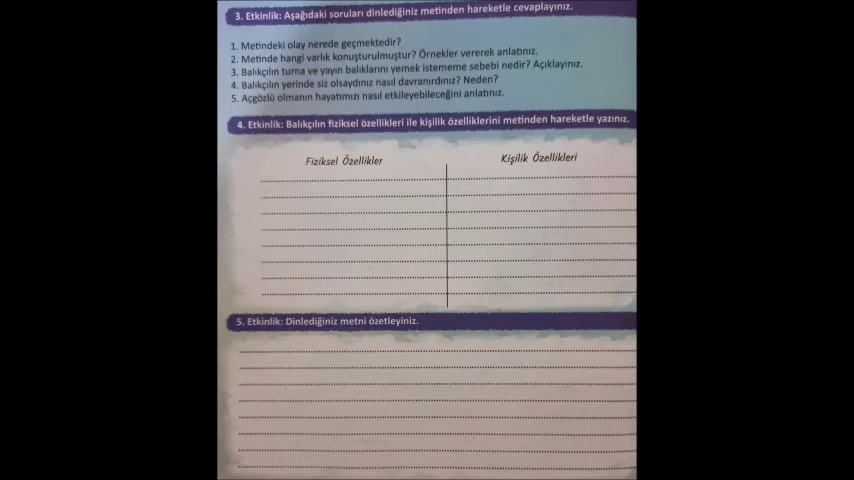 3. Etkinlik: Aşağıdaki soruları dinlediğiniz metinden hareketle cevaplayınız.
1. Metindeki olay nerede geçmektedir?
2. Metinde hangi varlık konuşturulmuştur? Örnekler vererek anlatınız.
3. Balıkçılın turna ve yayın balıklarını yemek istememe sebebi nedir? Açıklayınız.
4. Balıkçılın yerinde siz olsaydınız nasıl davranırdınız? Neden?
5. Açgözlü olmanın hayatımızı nasıl etkileyebileceğini anlatınız.
4. Etkinlik: Balıkçılın fiziksel özellikleri ile kişilik özelliklerini metinden hareketle yazınız.
Fiziksel Özellikler
Kişilik Özellikleri
5. Etkinlik: Dinlediğiniz metni özetleyiniz.